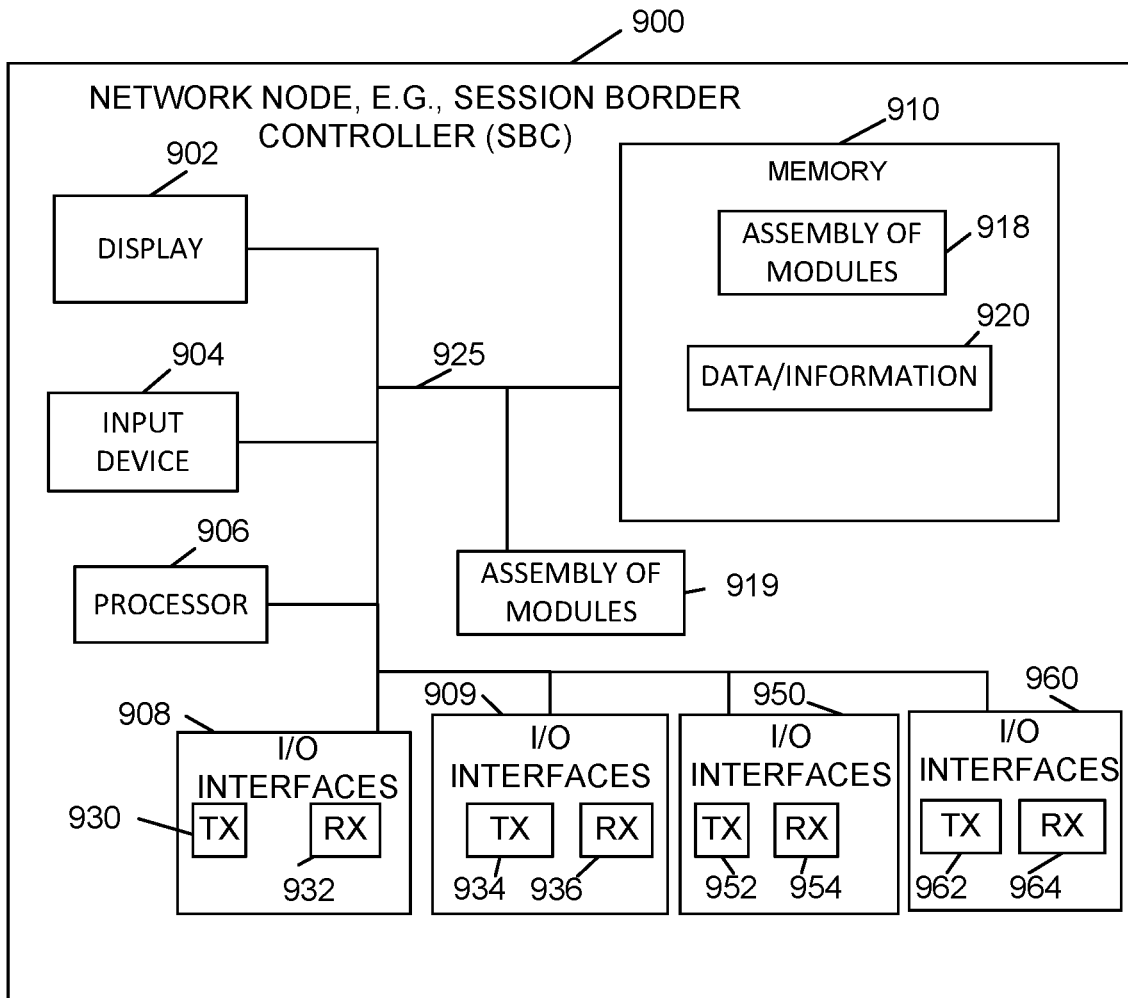 900
NETWORK NODE, E.G., SESSION BORDER
CONTROLLER (SBC)
902
DISPLAY
910
MEMORY
ASSEMBLY OF
MODULES
918
920
DATA/INFORMATION
904
INPUT
DEVICE
925
906
PROCESSOR
ASSEMBLY OF
MODULES
919
908
I/O
INTERFACES
930
TX
RX
932
909
I/O
INTERFACES
TX
RX
934
936
950
I/O
INTERFACES
TX
RX
952
954
960
I/O
INTERFACES
TX
RX
962
964